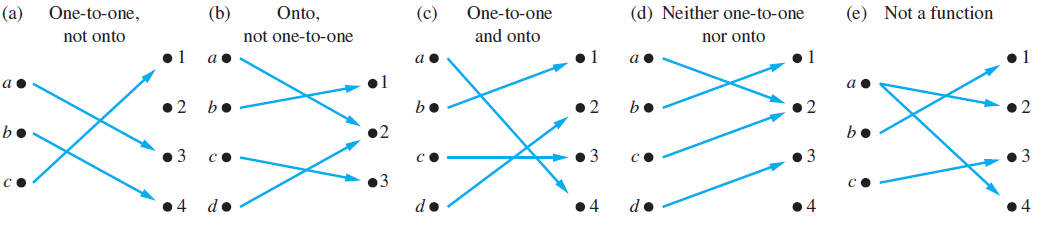 (a) One-to-one,
not onto
a
b
c
1
2
3
4
(b) Onto,
not one-to-one
a
b
c
d
1
2
3
(c) One-to-one
and onto
a
b
c
d
1
2
3
4
(d) Neither one-to-one
nor onto
a
b
c
d
1
2
3
4
(e) Not a function
a
b
c
1
2
3
4